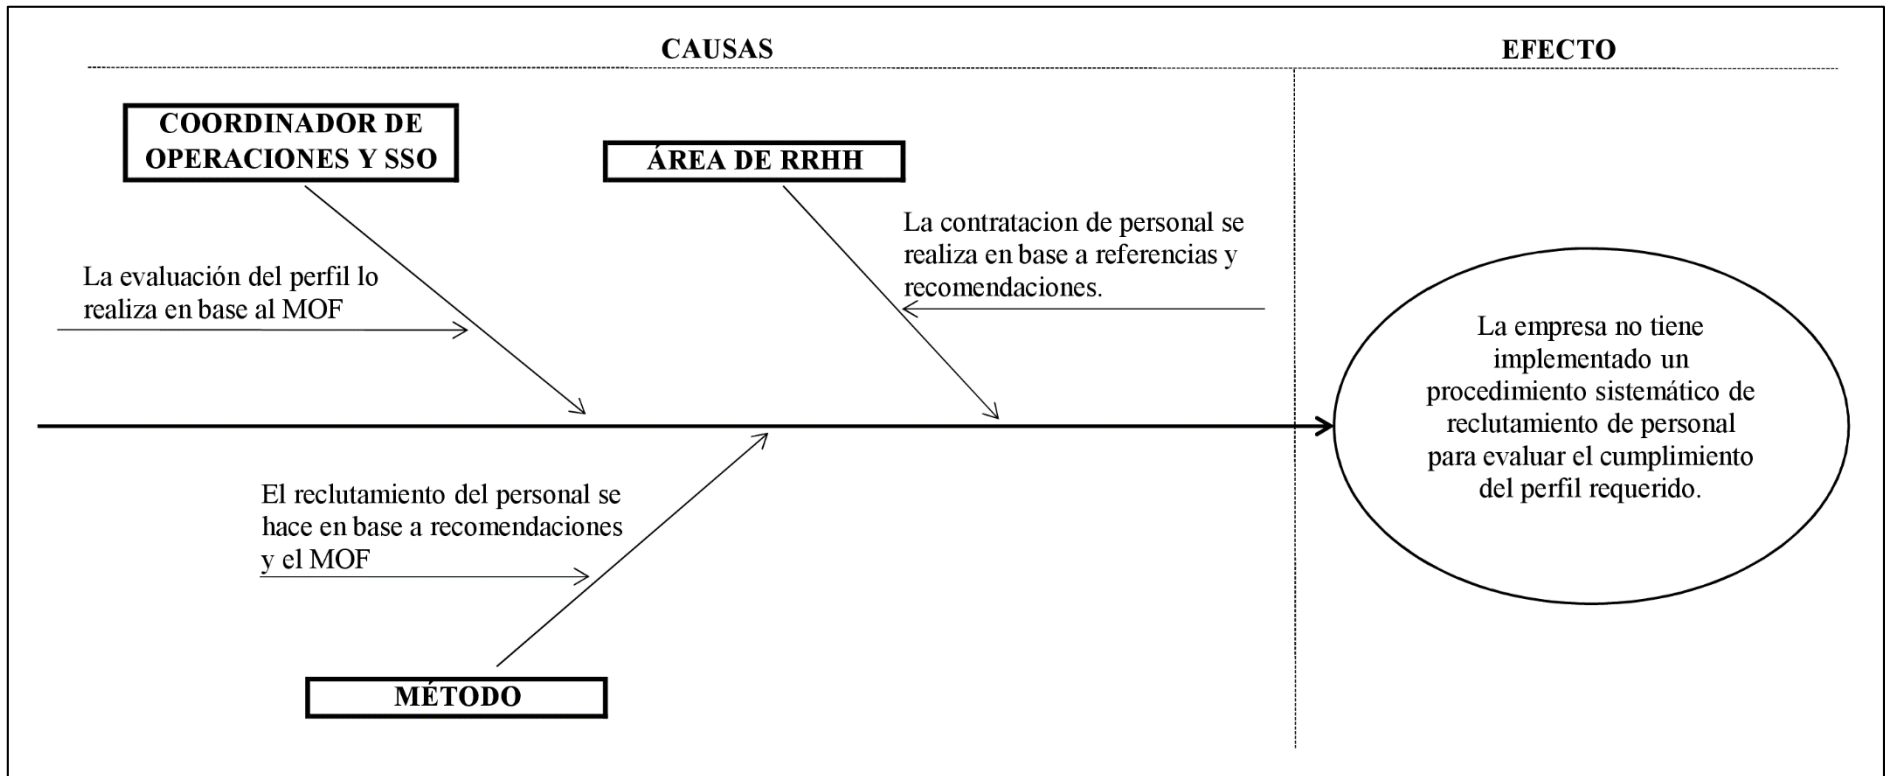 CAUSAS
EFECTO
COORDINADOR DE
OPERACIONES Y SSO
ÁREA DE RRHH
La contratacion de personal se
realiza en base a referencias y
recomendaciones.
La evaluación del perfil lo
realiza en base al MOF
La empresa no tiene
implementado un
procedimiento sistemático de
reclutamiento de personal
para evaluar el cumplimiento
del perfil requerido.
El reclutamiento del personal se
hace en base a recomendaciones
y el MOF
MÉTODO